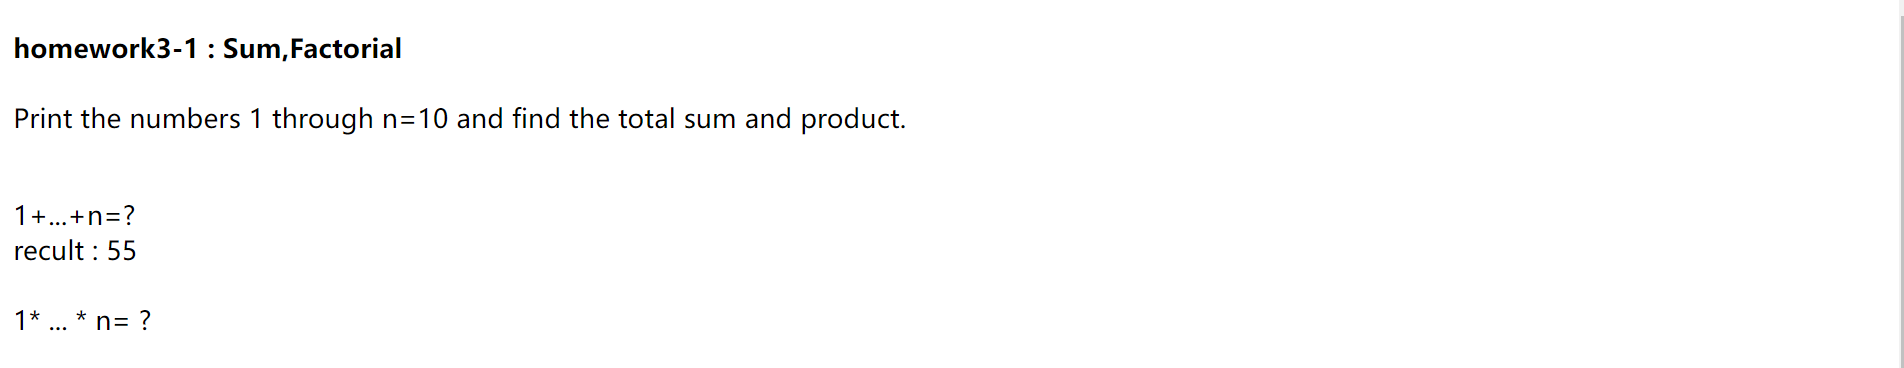 homework3-1 : Sum,Factorial
Print the numbers 1 through n=10 and find the total sum and product.
1+...+n=?
recult : 55
1* ... * n= ?